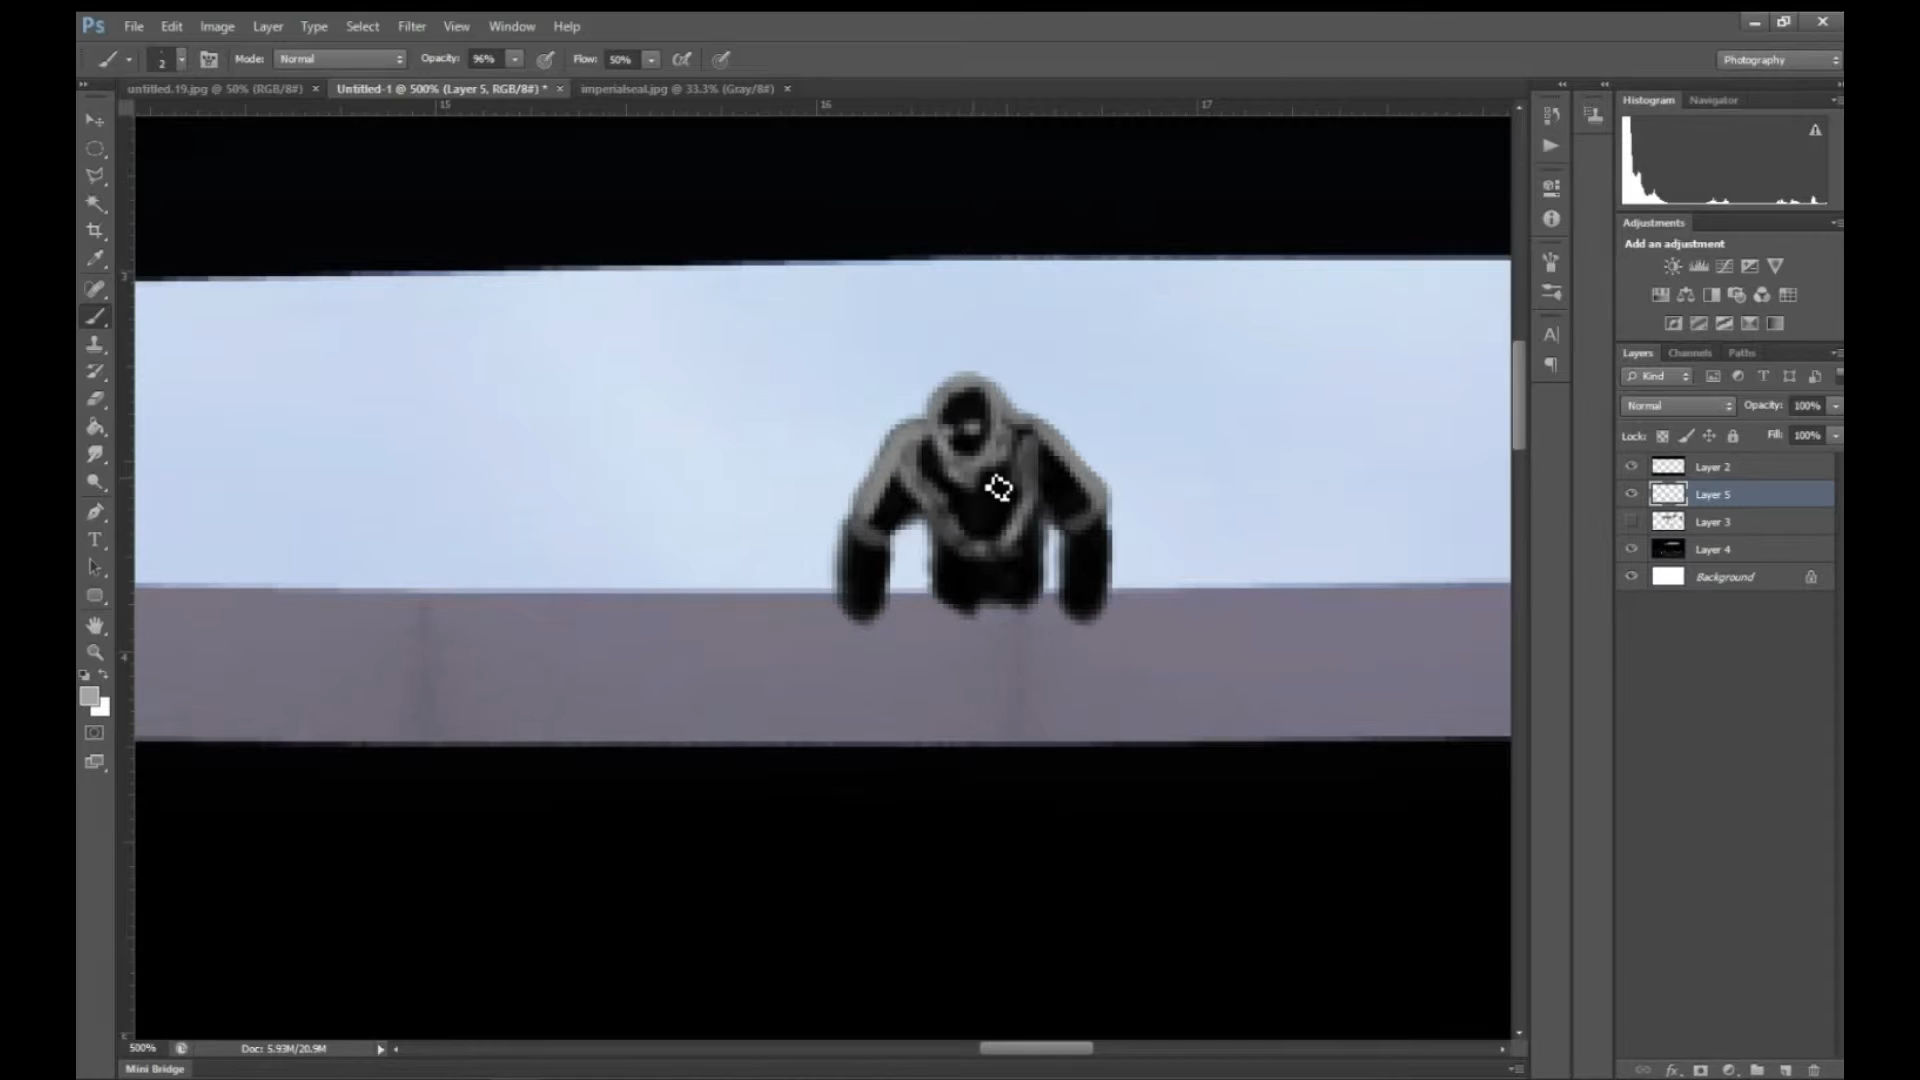 Ps File Edit Image Layer Type Select Filter View Window Help
2 Mode: Normal Opacity: 96% Flow: 50% Photography
untitled.19.jpg @ 50% (RGB/8#) × Untitled-1 @ 500% (Layer 5, RGB/8#) * × imperialseal.jpg @ 33.3% (Gray/8#) ×
15 16 17
3
4
Histogram Navigator
Adjustments
Add an adjustment
Layers Channels Paths
Kind
Normal Opacity: 100%
Lock: Fill: 100%
Layer 2
Layer 5
Layer 3
Layer 4
Background
500% Doc: 5.93M/20.9M
Mini Bridge